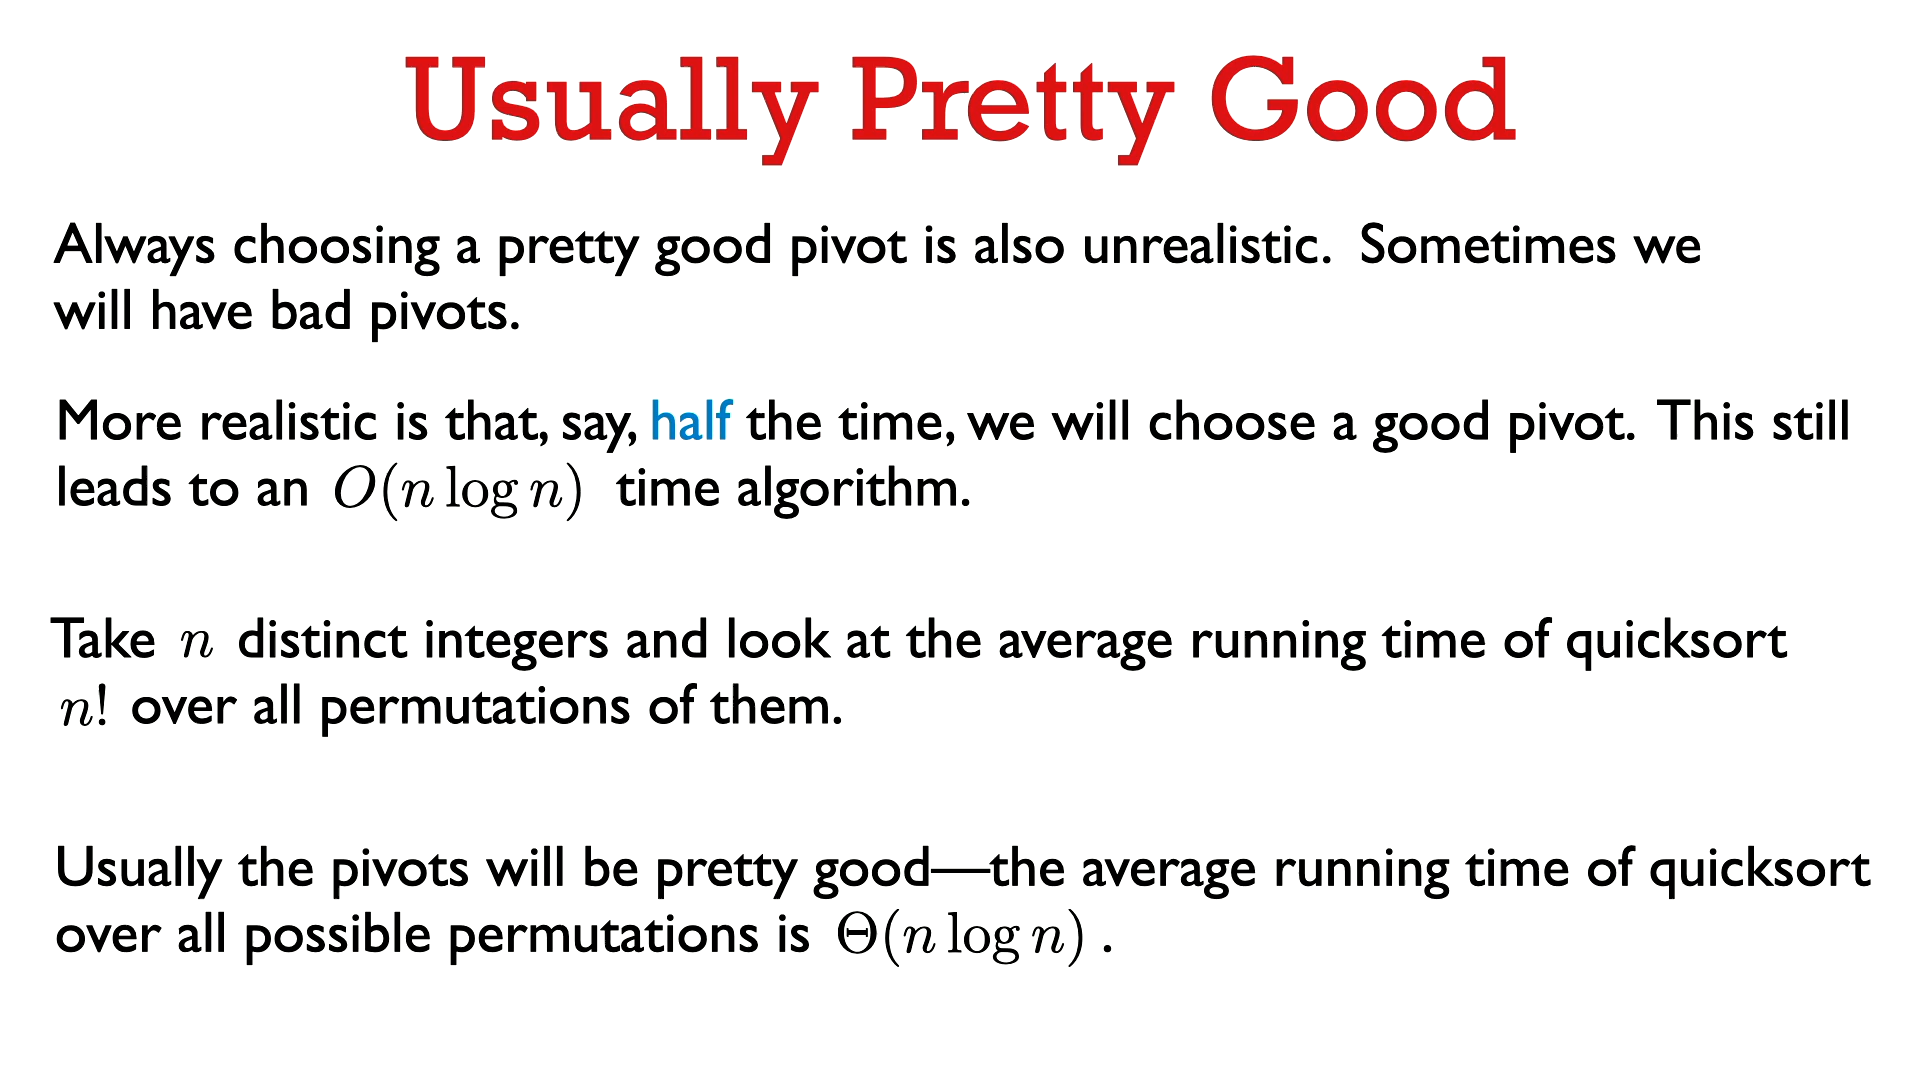 Usually Pretty Good
Always choosing a pretty good pivot is also unrealistic. Sometimes we
will have bad pivots.
More realistic is that, say, half the time, we will choose a good pivot. This still
leads to an O(n log n) time algorithm.
Take n distinct integers and look at the average running time of quicksort
n! over all permutations of them.
Usually the pivots will be pretty good—the average running time of quicksort
over all possible permutations is Θ(n log n) .